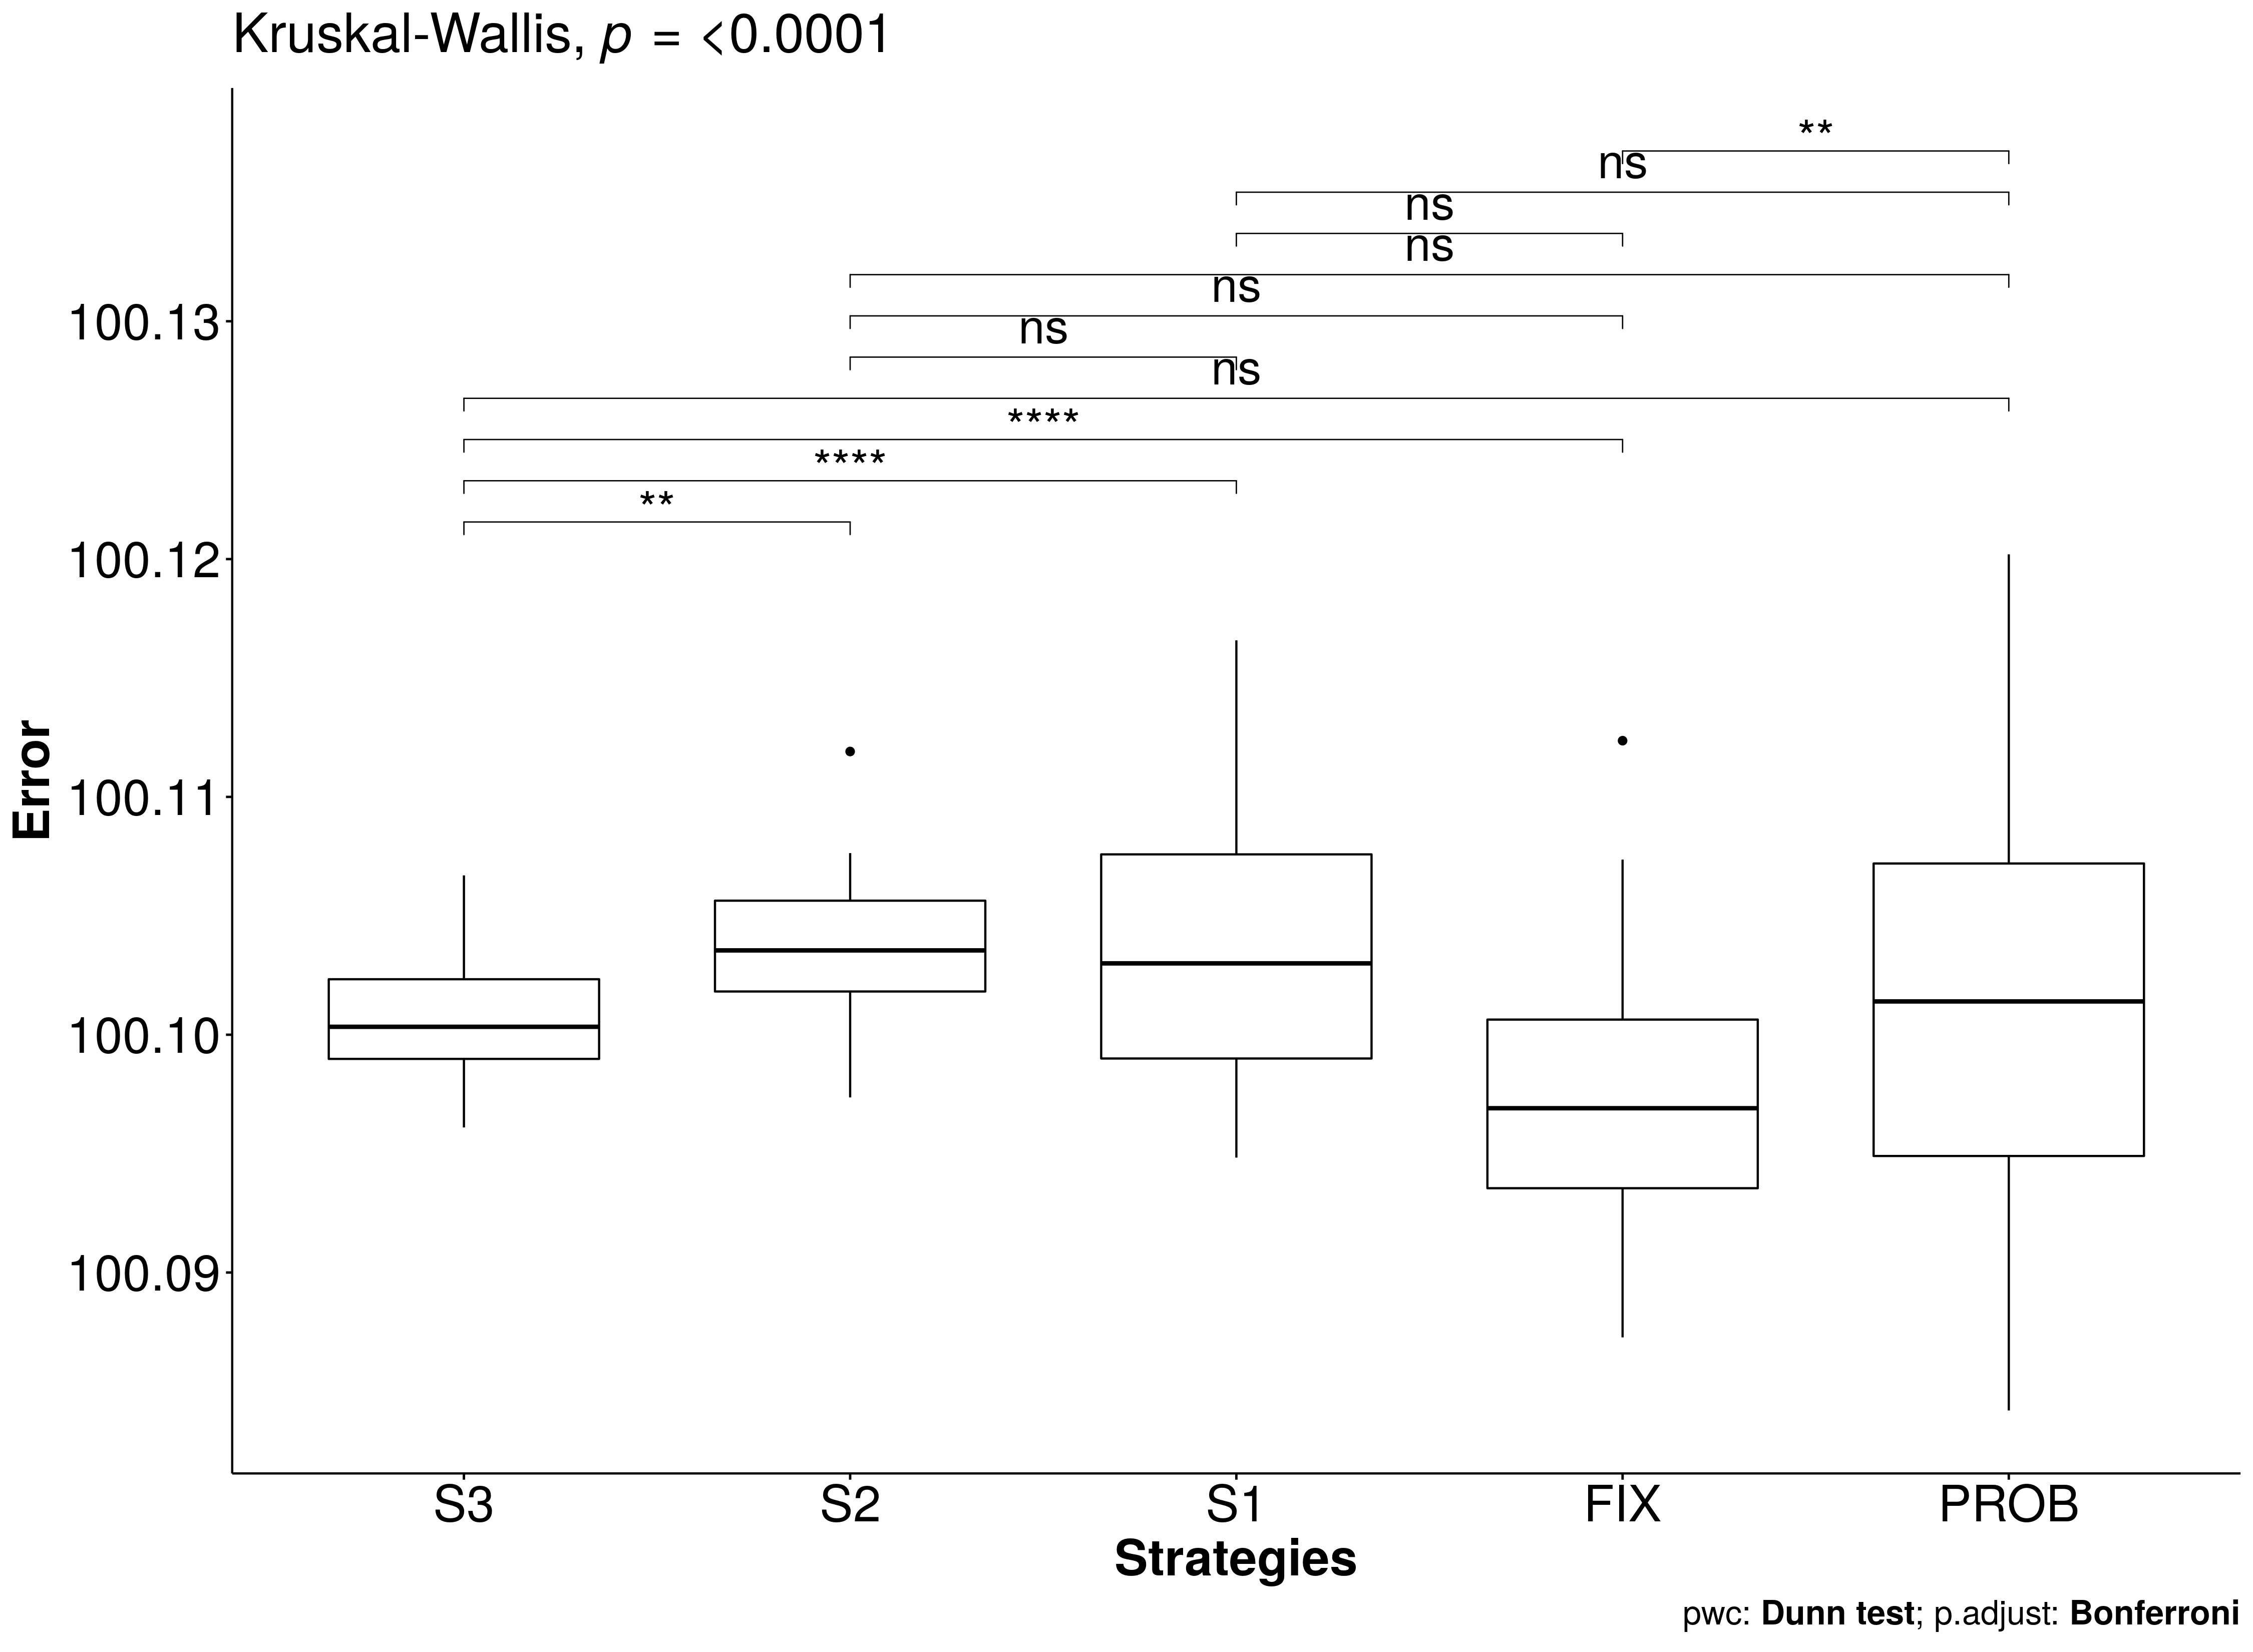 Kruskal-Wallis, p = <0.0001
**
ns
ns
ns
ns
ns
ns
****
****
**
100.13
100.12
100.11
100.10
100.09
Error
S3 S2 S1 FIX PROB
Strategies
pwc: Dunn test; p.adjust: Bonferroni